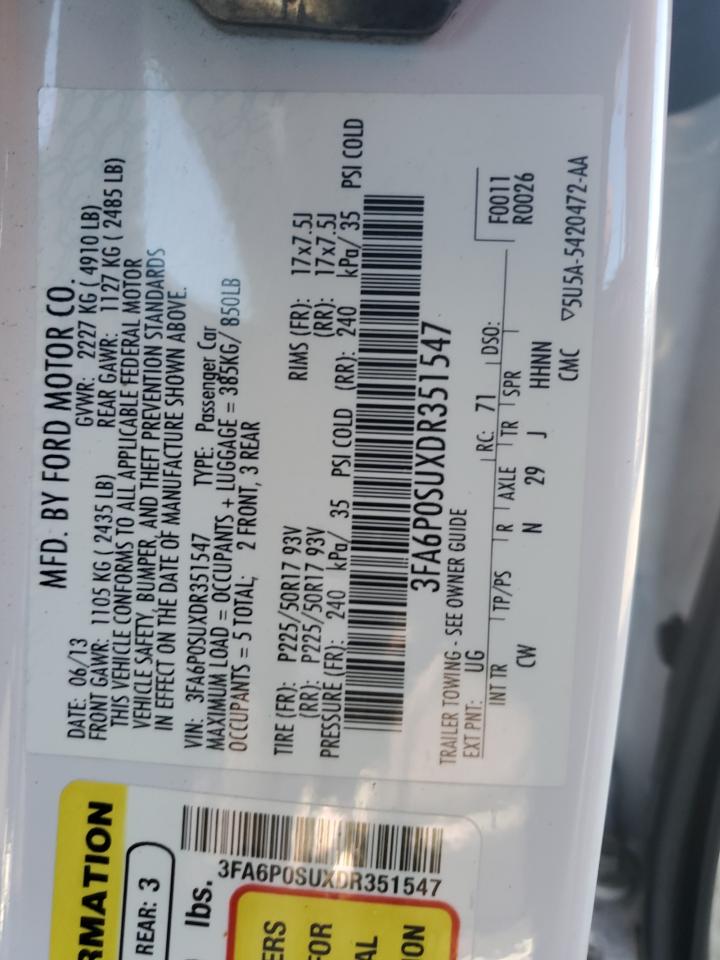 MFD. BY FORD MOTOR CO.
DATE: 06/13 GVWR: 2227 KG ( 4910 LB)
FRONT GAWR: 1105 KG ( 2435 LB) REAR GAWR: 1127 KG ( 2485 LB)
THIS VEHICLE CONFORMS TO ALL APPLICABLE FEDERAL MOTOR
VEHICLE SAFETY, BUMPER, AND THEFT PREVENTION STANDARDS
IN EFFECT ON THE DATE OF MANUFACTURE SHOWN ABOVE.
VIN: 3FA6P0SUXDR351547 TYPE: Passenger Car
MAXIMUM LOAD = OCCUPANTS + LUGGAGE = 385KG/ 850LB
OCCUPANTS = 5 TOTAL; 2 FRONT, 3 REAR
TIRE (FR): P225/50R17 93V RIMS (FR): 17x7.5J
(RR): P225/50R17 93V (RR): 17x7.5J
PRESSURE (FR): 240 kPa/ 35 PSI COLD (RR): 240 kPa/ 35 PSI COLD
3FA6P0SUXDR351547
TRAILER TOWING - SEE OWNER GUIDE
EXT PNT: UG RC: 71 DSO: F0011
R0026
INT TR TP/PS R AXLE TR SPR
CW N 29 J HHNN
CMC ▽5U5A-5420472-AA
RMATION
REAR: 3
lbs.
3FA6P0SUXDR351547
ERS
FOR
AL
ION